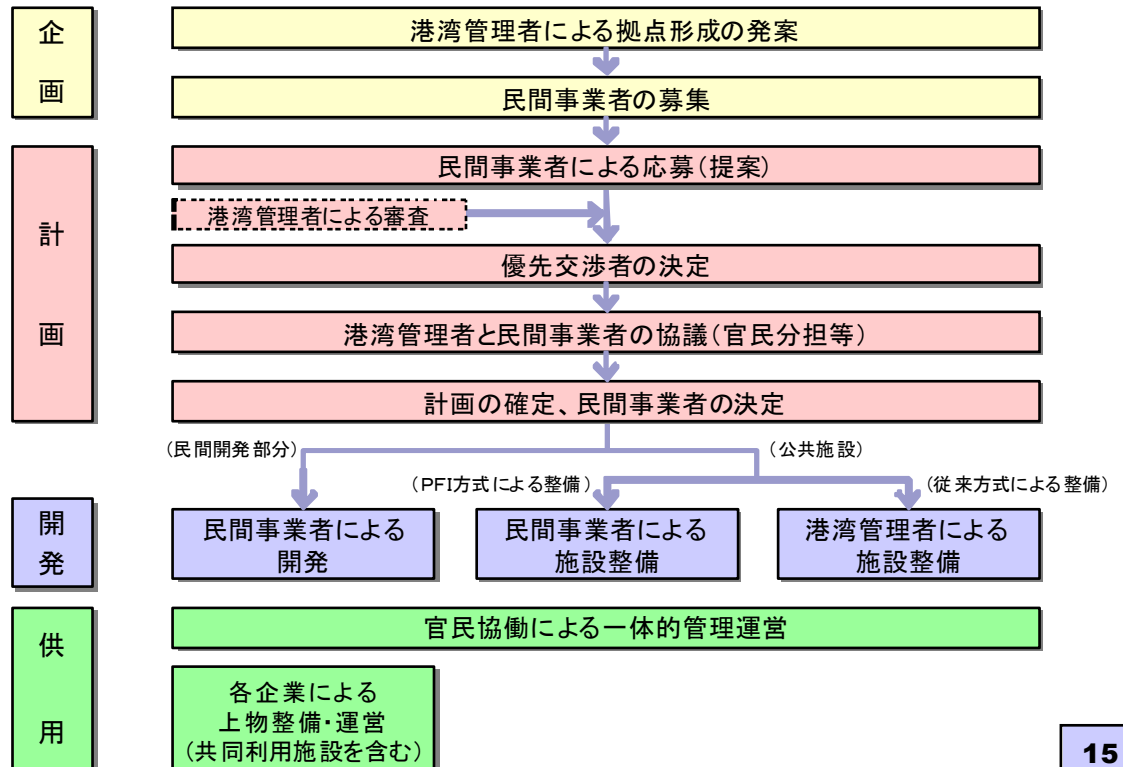 企
画
港湾管理者による拠点形成の発案
民間事業者の募集
計
画
民間事業者による応募(提案)
港湾管理者による審査
優先交渉者の決定
港湾管理者と民間事業者の協議(官民分担等)
計画の確定、民間事業者の決定
(民間開発部分)
(公共施設)
(PFI方式による整備)
(従来方式による整備)
開
発
民間事業者による
開発
民間事業者による
施設整備
港湾管理者による
施設整備
供
用
官民協働による一体的管理運営
各企業による
上物整備・運営
(共同利用施設を含む)
15